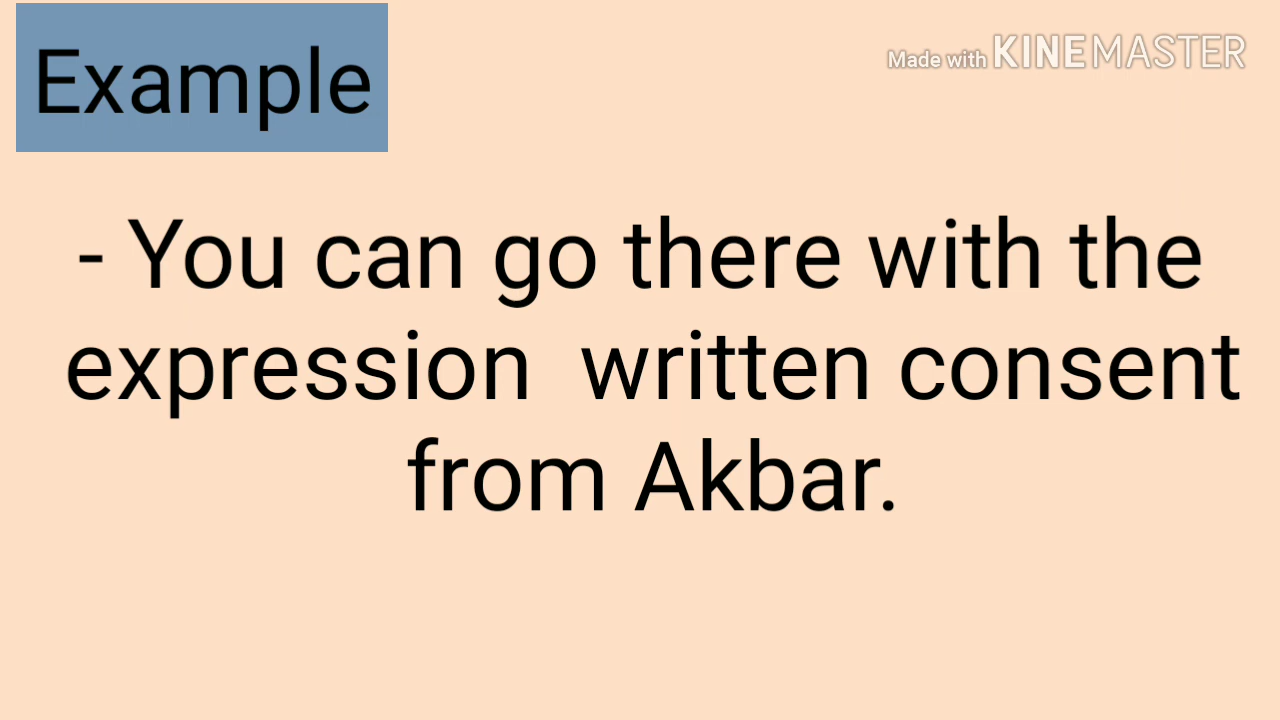 Example
Made with KINEMASTER
- You can go there with the
expression written consent
from Akbar.